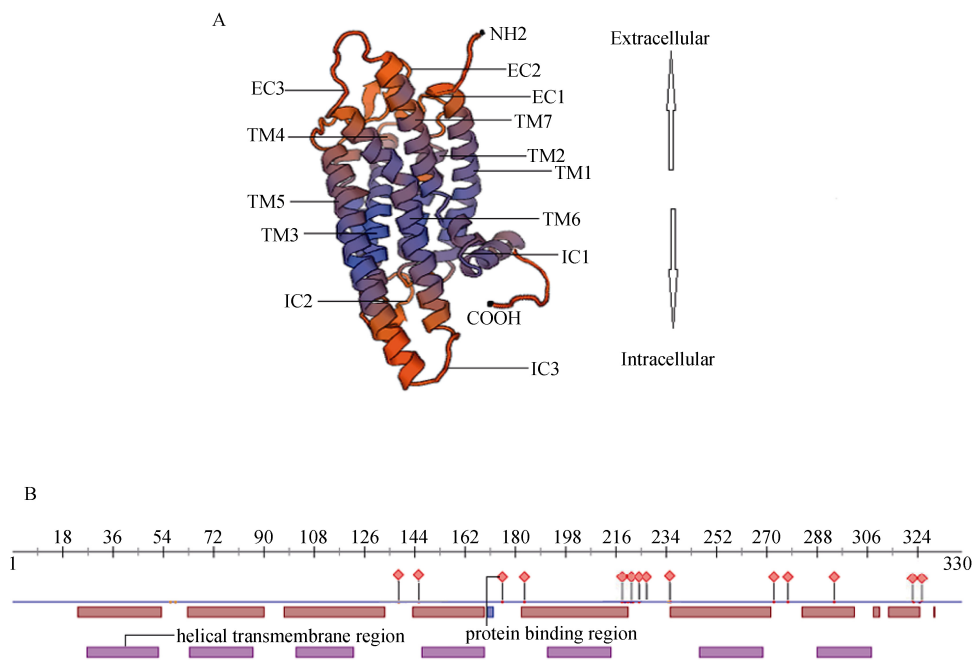 A
NH2
Extracellular
EC2
EC3
EC1
TM7
TM4
TM2
TM1
TM5
TM6
TM3
IC1
IC2
COOH
Intracellular
IC3
B
18 36 54 72 90 108 126 144 162 180 198 216 234 252 270 288 306 324
1 330
helical transmembrane region
protein binding region